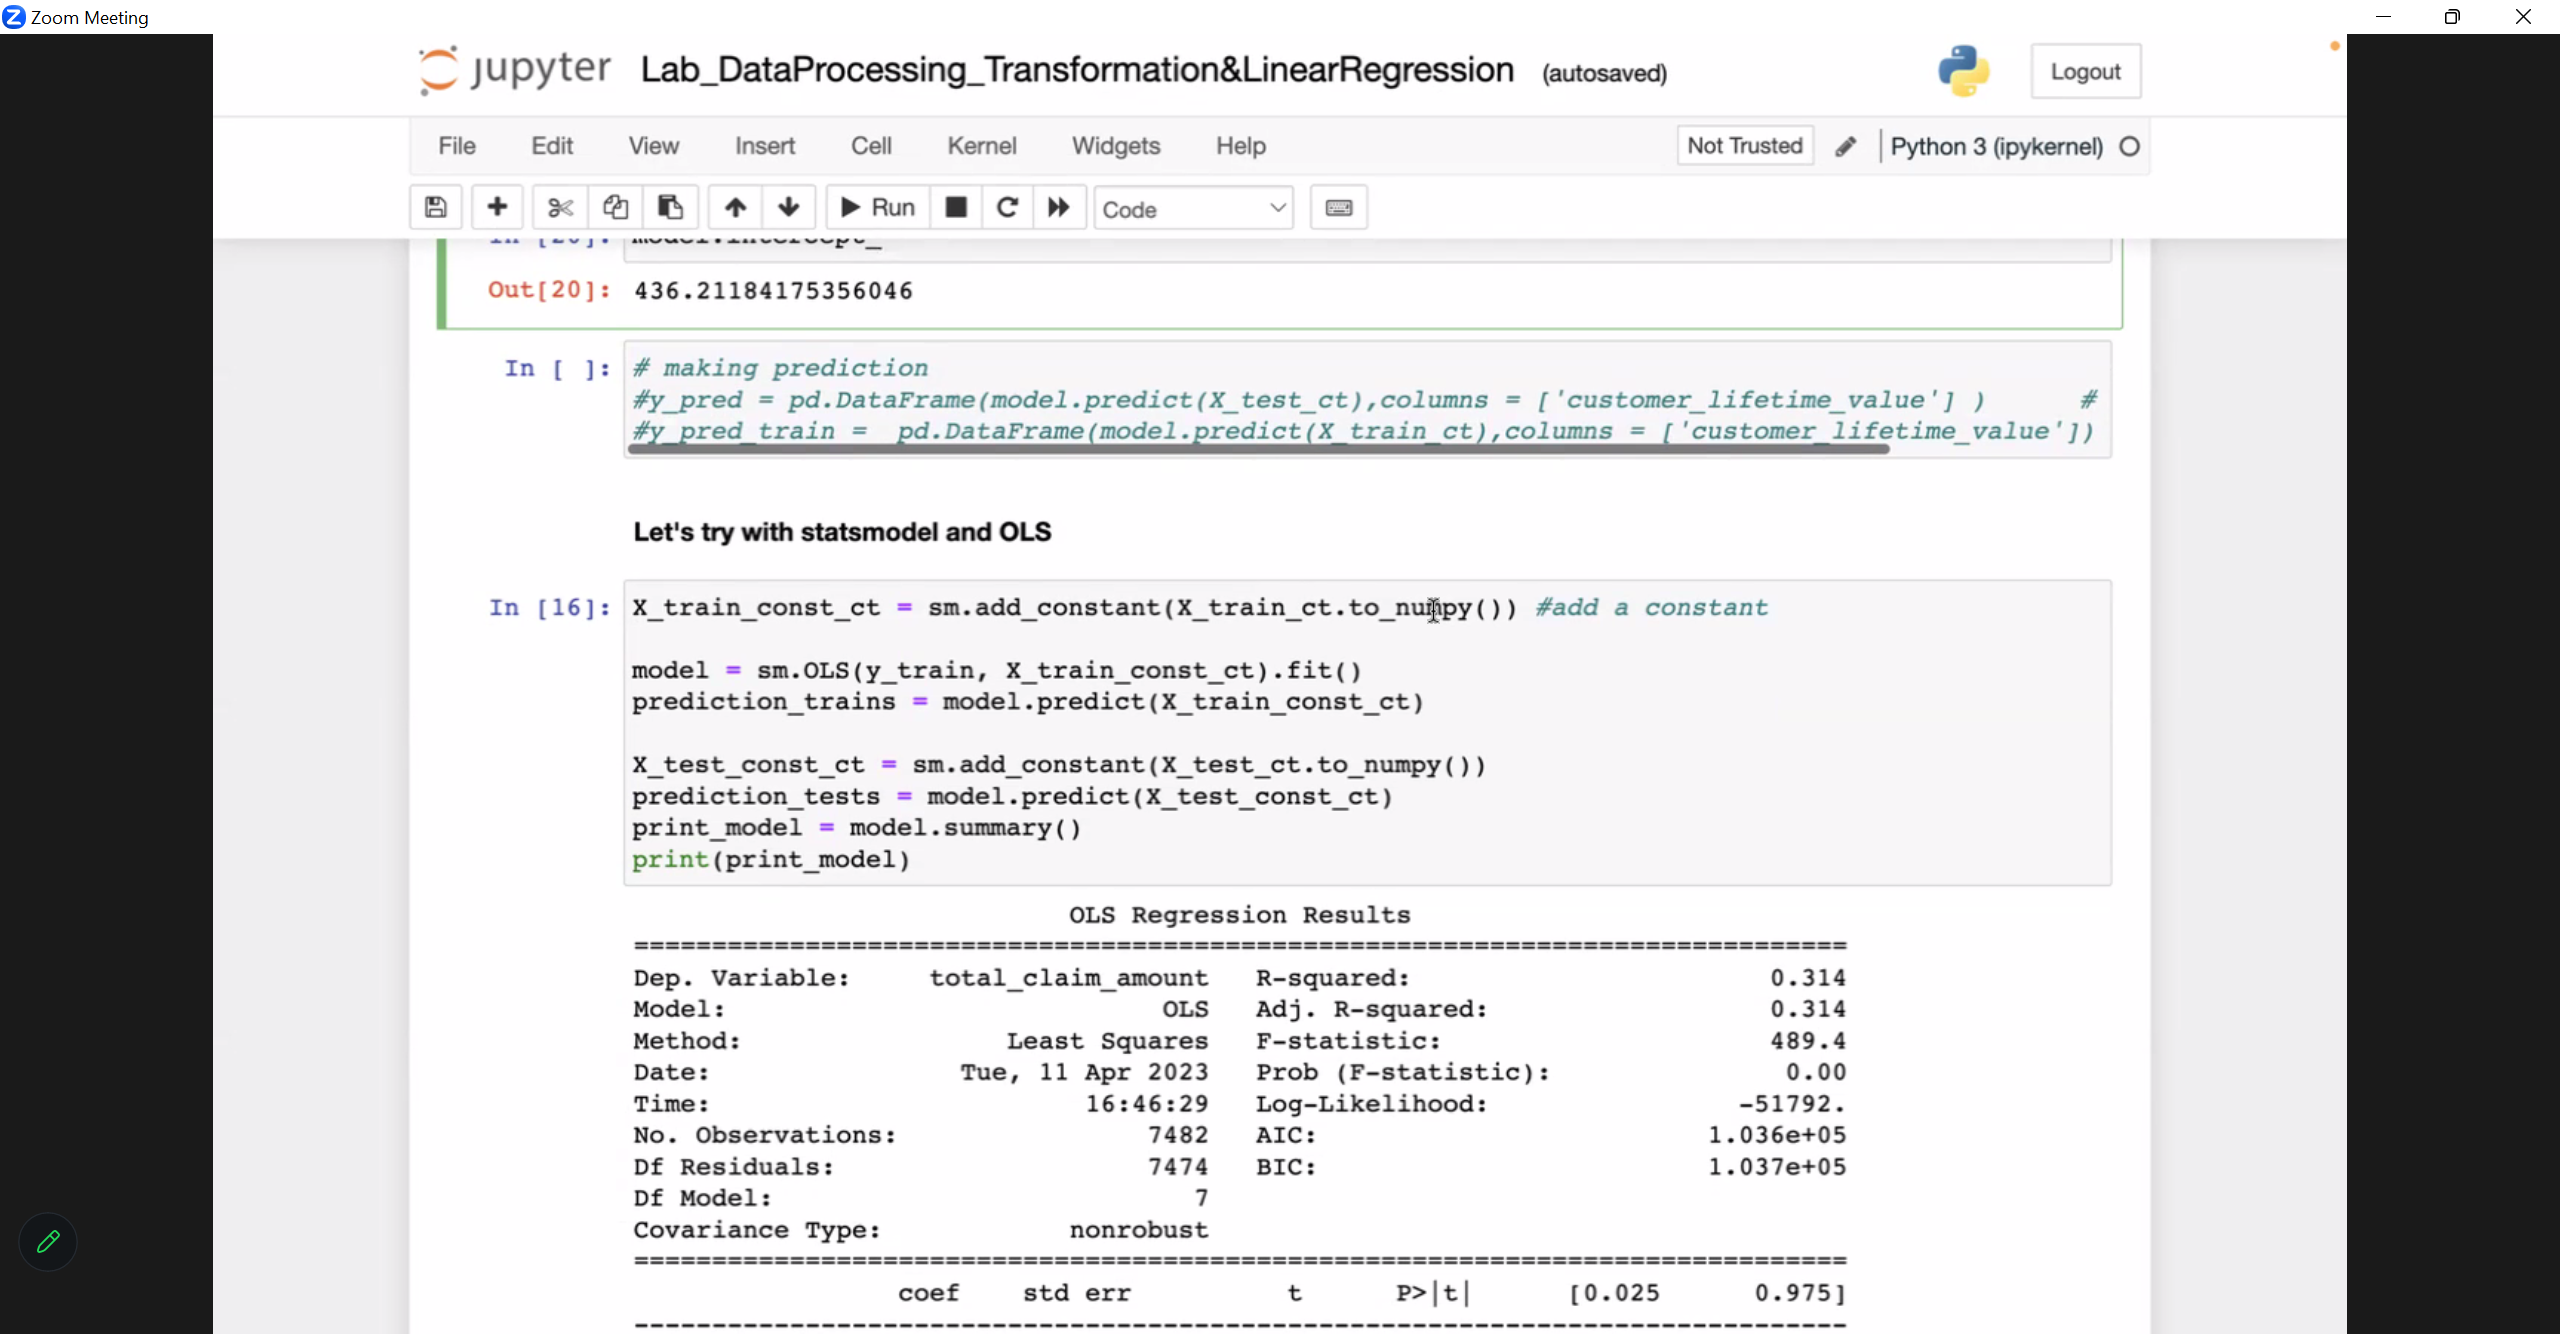 Zoom Meeting
jupyter Lab_DataProcessing_Transformation&LinearRegression (autosaved) Logout
File Edit View Insert Cell Kernel Widgets Help Not Trusted Python 3 (ipykernel)
Run Code
In [20]: model.intercept_
Out[20]: 436.21184175356046
In [ ]: # making prediction
#y_pred = pd.DataFrame(model.predict(X_test_ct),columns = ['customer_lifetime_value'] ) #
#y_pred_train = pd.DataFrame(model.predict(X_train_ct),columns = ['customer_lifetime_value'])
Let's try with statsmodel and OLS
In [16]: X_train_const_ct = sm.add_constant(X_train_ct.to_numpy()) #add a constant
model = sm.OLS(y_train, X_train_const_ct).fit()
prediction_trains = model.predict(X_train_const_ct)
X_test_const_ct = sm.add_constant(X_test_ct.to_numpy())
prediction_tests = model.predict(X_test_const_ct)
print_model = model.summary()
print(print_model)
OLS Regression Results
==============================================================================
Dep. Variable: total_claim_amount R-squared: 0.314
Model: OLS Adj. R-squared: 0.314
Method: Least Squares F-statistic: 489.4
Date: Tue, 11 Apr 2023 Prob (F-statistic): 0.00
Time: 16:46:29 Log-Likelihood: -51792.
No. Observations: 7482 AIC: 1.036e+05
Df Residuals: 7474 BIC: 1.037e+05
Df Model: 7
Covariance Type: nonrobust
==============================================================================
coef std err t P>|t| [0.025 0.975]
------------------------------------------------------------------------------